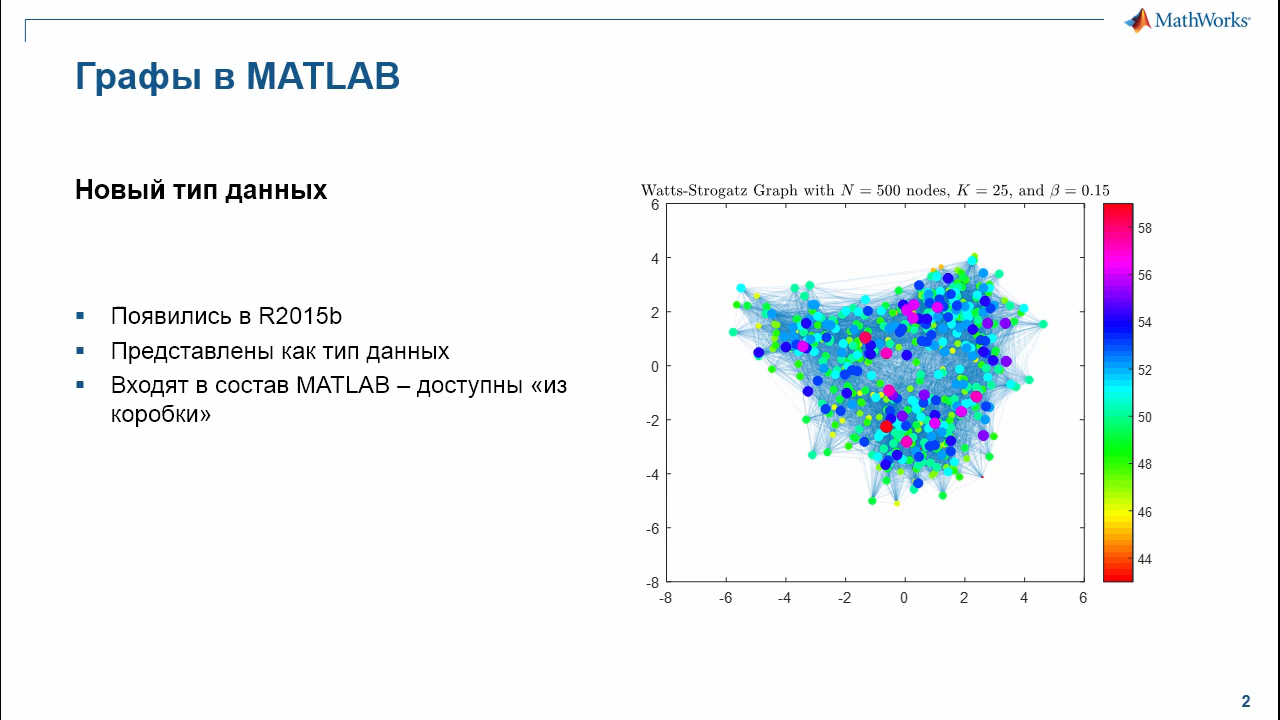 MathWorks®
Графы в MATLAB
Новый тип данных
▪ Появились в R2015b
▪ Представлены как тип данных
▪ Входят в состав MATLAB – доступны «из
коробки»
Watts-Strogatz Graph with N = 500 nodes, K = 25, and β = 0.15
6
4
2
0
-2
-4
-6
-8
-8 -6 -4 -2 0 2 4 6
58
56
54
52
50
48
46
44
2